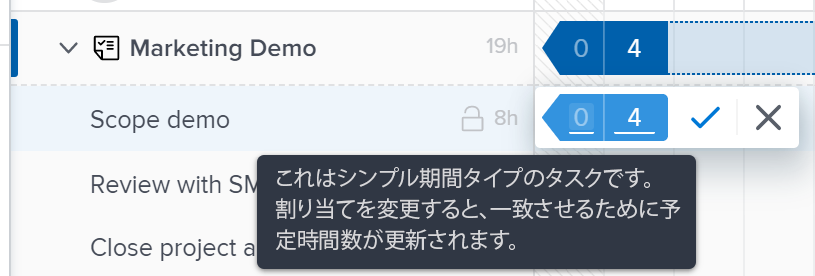 Marketing Demo 19h 0 4
Scope demo 8h 0 4
Review with SM
これはシンプル期間タイプのタスクです。
割り当てを変更すると、一致させるために予
定時間数が更新されます。
Close project a